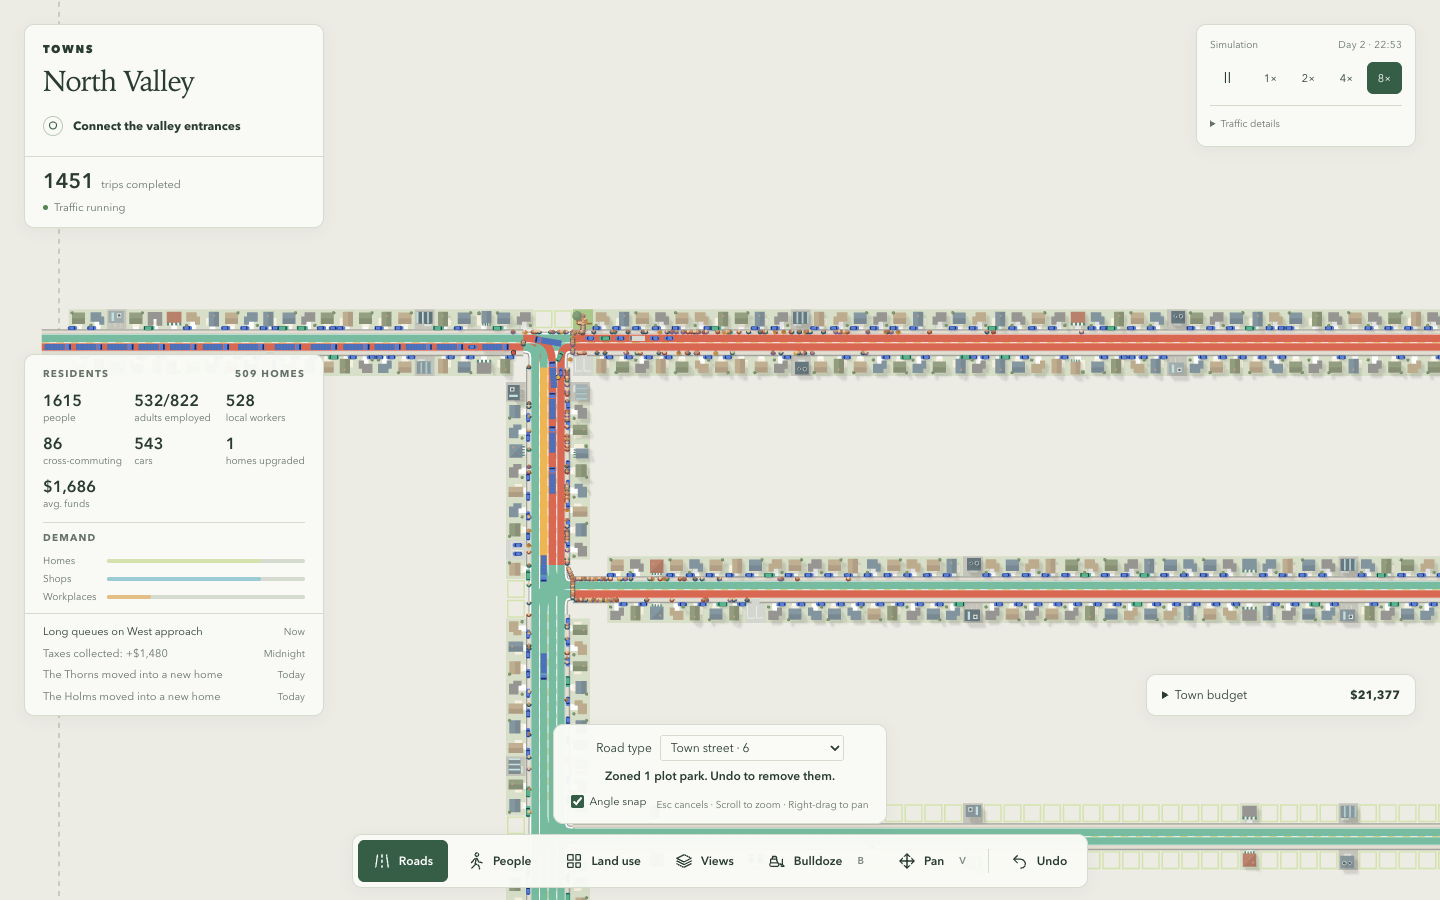 TOWNS
North Valley
Connect the valley entrances
1451 trips completed
Traffic running
Simulation Day 2 · 22:53
1× 2× 4× 8×
Traffic details
RESIDENTS 509 HOMES
1615 532/822 528
people adults employed local workers
86 543 1
cross-commuting cars homes upgraded
$1,686
avg. funds
DEMAND
Homes
Shops
Workplaces
Long queues on West approach Now
Taxes collected: +$1,480 Midnight
The Thorns moved into a new home Today
The Holms moved into a new home Today
Town budget $21,377
Road type Town street · 6
Zoned 1 plot park. Undo to remove them.
Angle snap Esc cancels · Scroll to zoom · Right-drag to pan
Roads People Land use Views Bulldoze B Pan V Undo